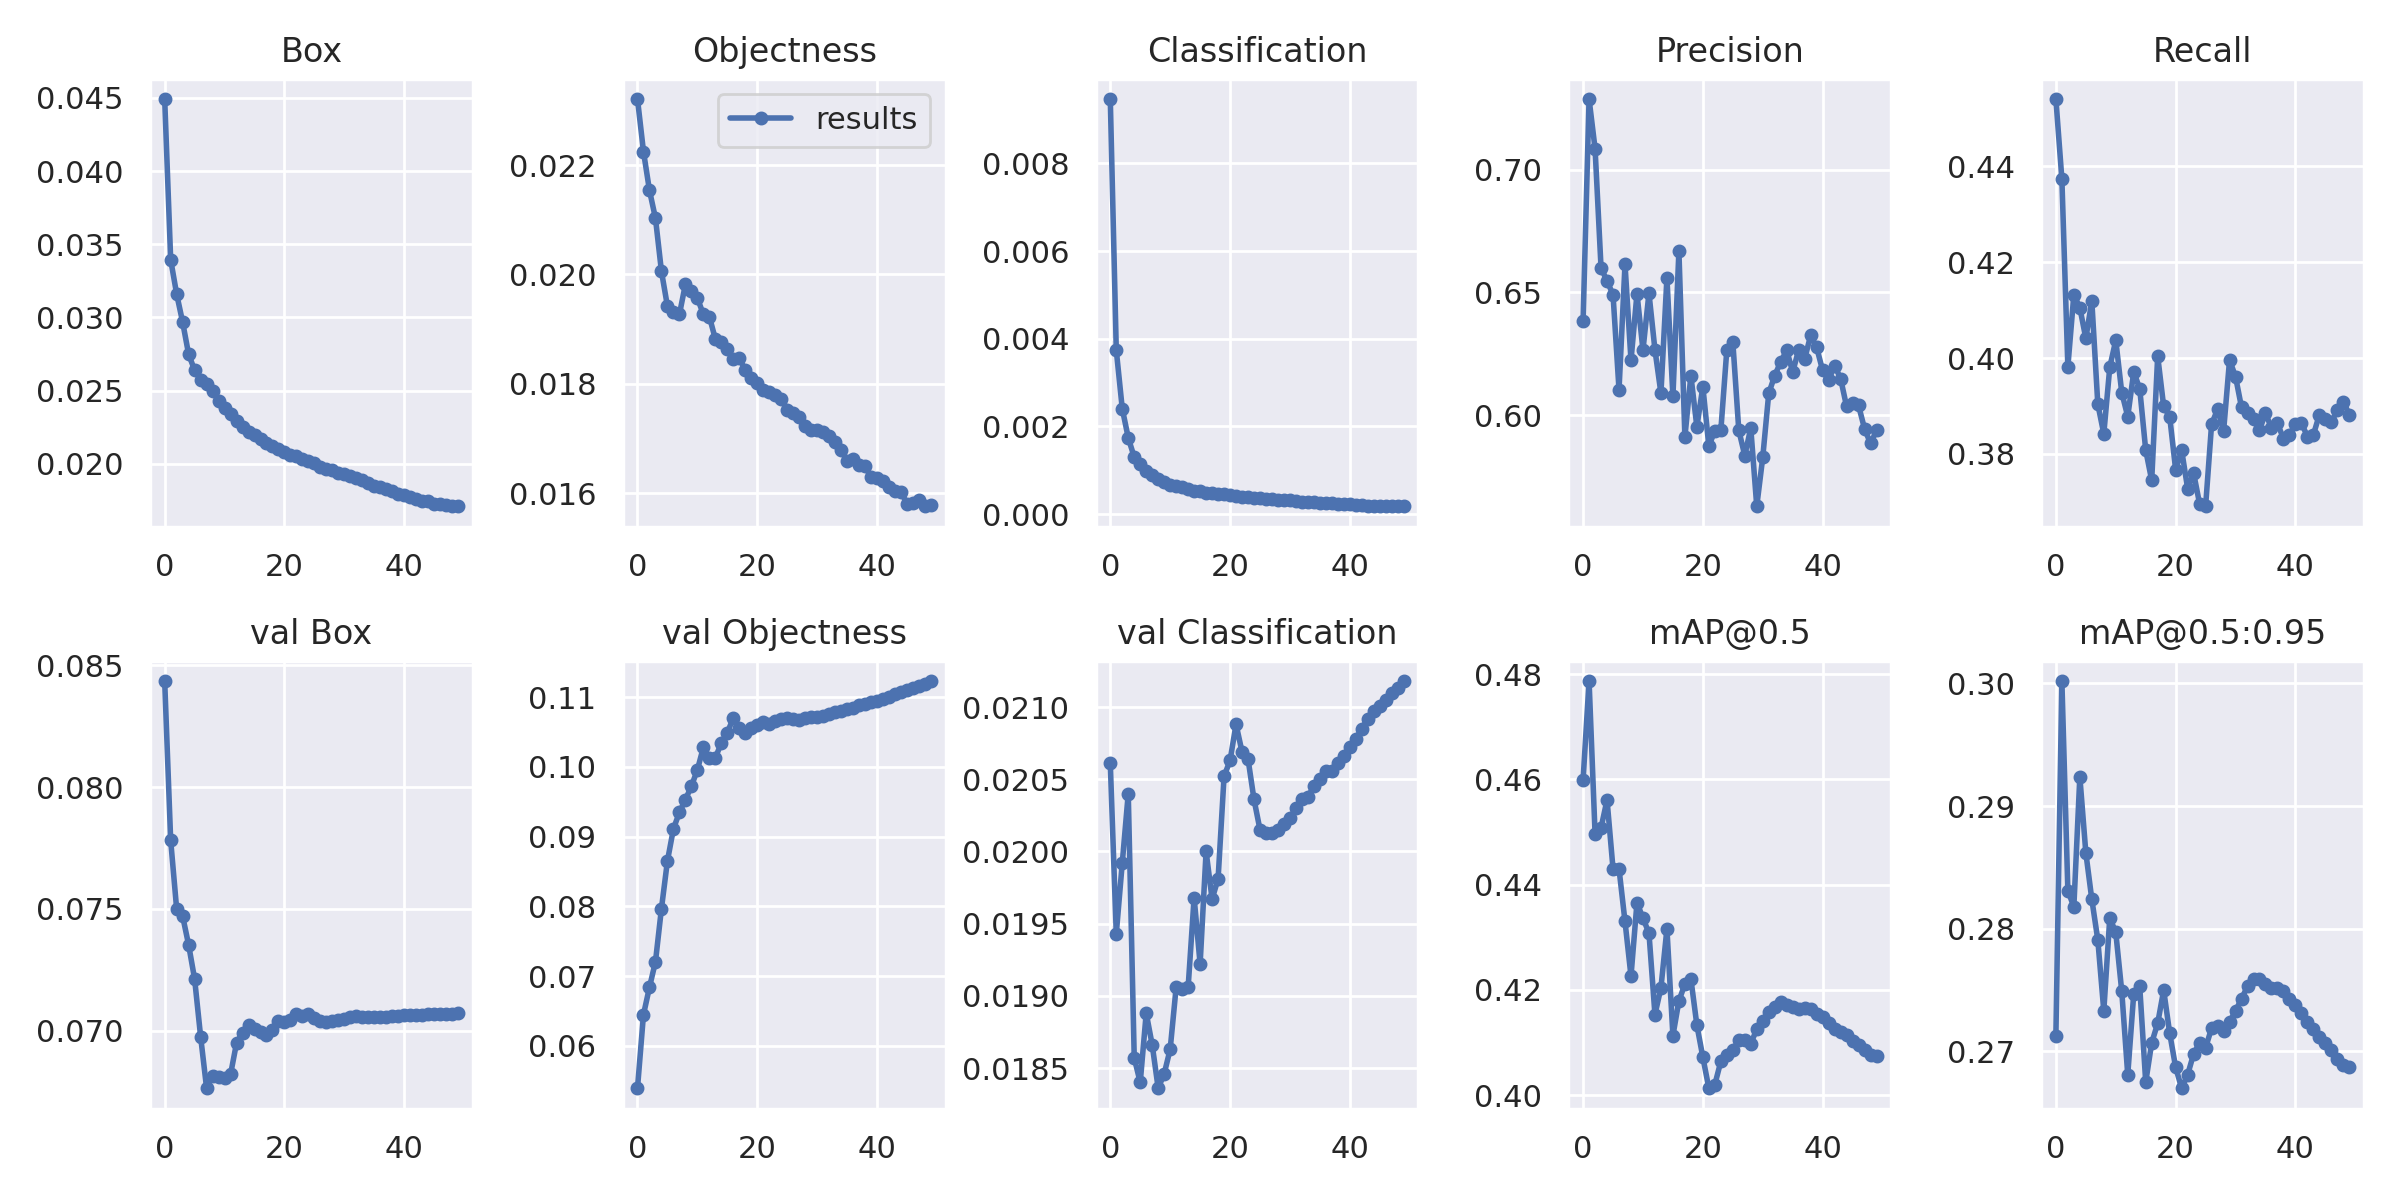 Box
Objectness
Classification
Precision
Recall
0.045
0.040
0.035
0.030
0.025
0.020
0 20 40
results
0.022
0.020
0.018
0.016
0 20 40
0.008
0.006
0.004
0.002
0.000
0 20 40
0.70
0.65
0.60
0 20 40
0.44
0.42
0.40
0.38
0 20 40
val Box
val Objectness
val Classification
mAP@0.5
mAP@0.5:0.95
0.085
0.080
0.075
0.070
0 20 40
0.11
0.10
0.09
0.08
0.07
0.06
0 20 40
0.0210
0.0205
0.0200
0.0195
0.0190
0.0185
0 20 40
0.48
0.46
0.44
0.42
0.40
0 20 40
0.30
0.29
0.28
0.27
0 20 40